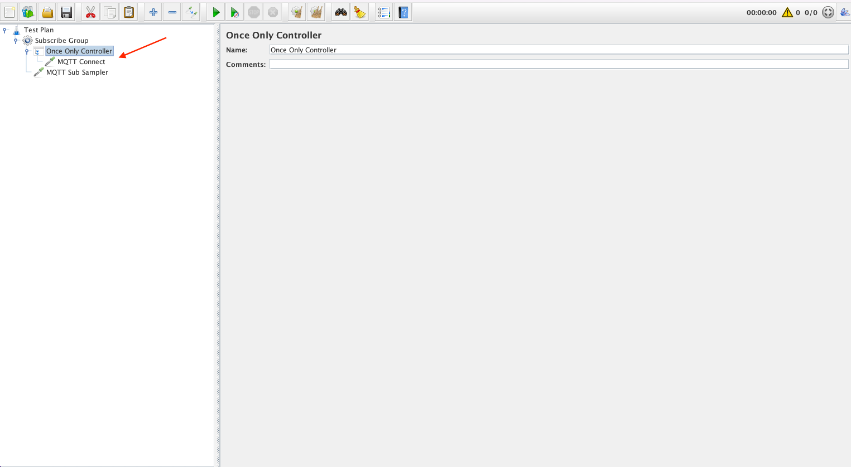 00:00:00 0 0/0
Test Plan
Subscribe Group
Once Only Controller
MQTT Connect
MQTT Sub Sampler
Once Only Controller
Name: Once Only Controller
Comments: